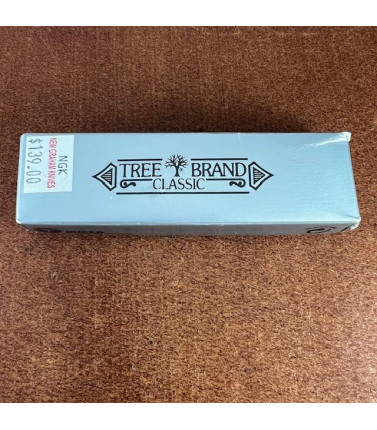 NGK
NEW GRAHAM KNIVES
$139.00
TREE BRAND
CLASSIC